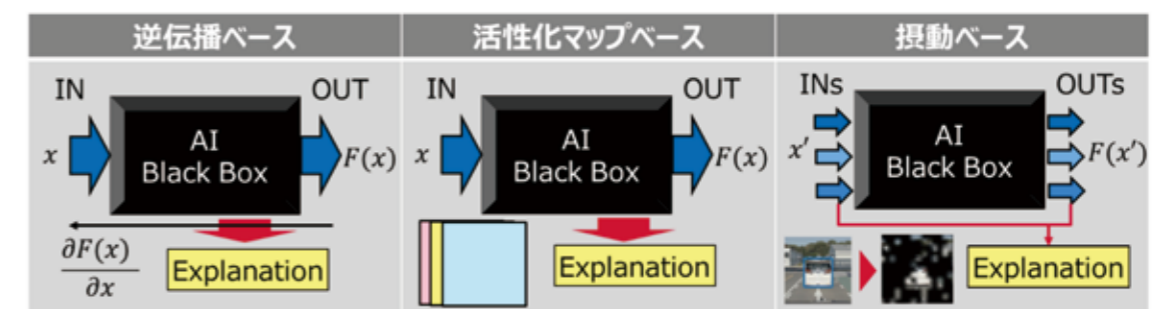 逆伝播ベース
IN
OUT
x
AI
Black Box
F(x)
∂F(x)
∂x
Explanation
活性化マップベース
IN
OUT
x
AI
Black Box
F(x)
Explanation
摂動ベース
INs
OUTs
x′
AI
Black Box
F(x′)
Explanation